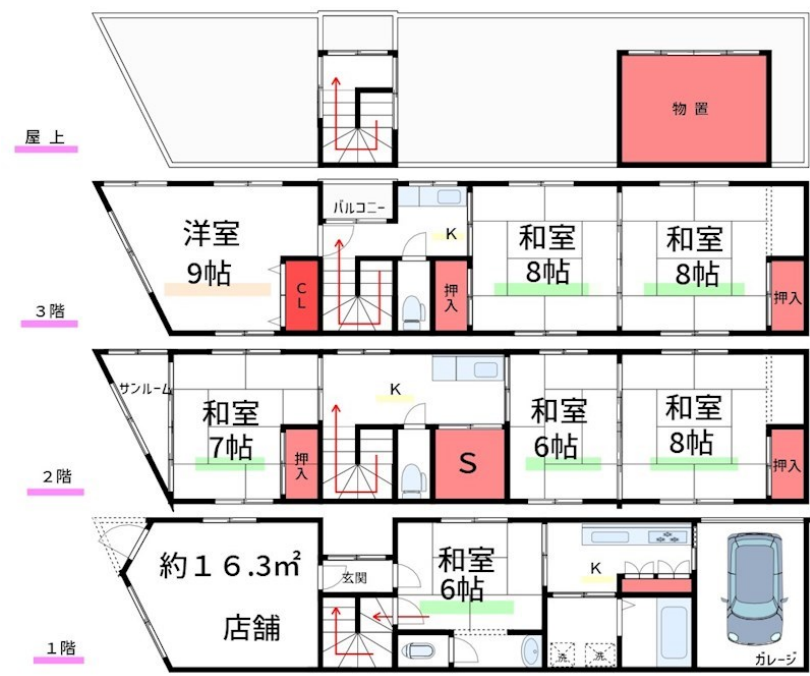 屋上
物置
洋室
9帖
CL
バルコニー
K
押入
和室
8帖
和室
8帖
押入
3階
サンルーム
和室
7帖
押入
K
S
和室
6帖
和室
8帖
押入
2階
約16.3㎡
店舗
玄関
和室
6帖
K
洗
洗
ガレージ
1階